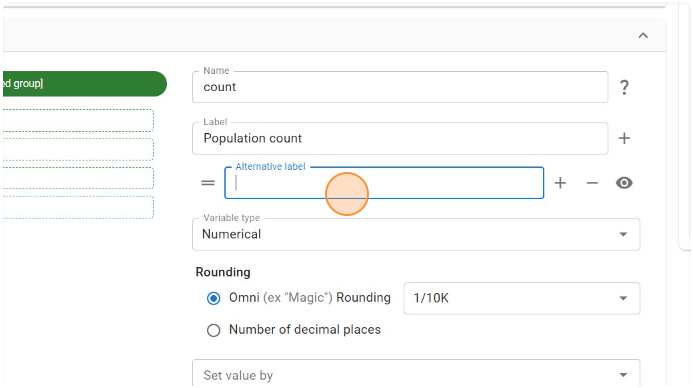 ed group]
Name
count
?
Label
Population count
Alternative label
Variable type
Numerical
Rounding
Omni (ex "Magic") Rounding
1/10K
Number of decimal places
Set value by